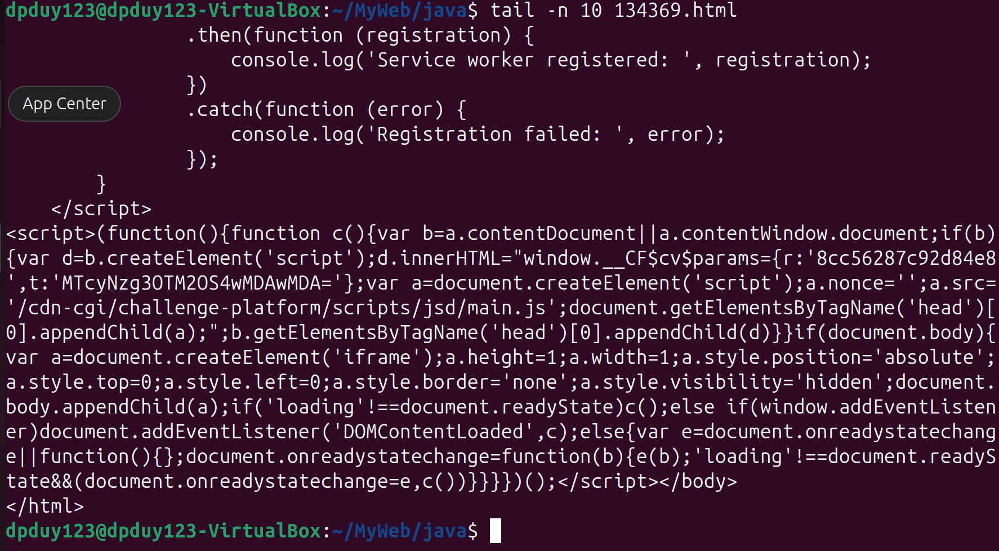 dpduy123@dpduy123-VirtualBox:~/MyWeb/java$ tail -n 10 134369.html
                .then(function (registration) {
                    console.log('Service worker registered: ', registration);
                })
App Center
                .catch(function (error) {
                    console.log('Registration failed: ', error);
                });
        }
    </script>
<script>(function(){function c(){var b=a.contentDocument||a.contentWindow.document;if(b)
{var d=b.createElement('script');d.innerHTML="window.__CF$cv$params={r:'8cc56287c92d84e8
',t:'MTcyNzg3OTM2OS4wMDAwMDA='};var a=document.createElement('script');a.nonce='';a.src=
'/cdn-cgi/challenge-platform/scripts/jsd/main.js';document.getElementsByTagName('head')[
0].appendChild(a);";b.getElementsByTagName('head')[0].appendChild(d)}}if(document.body){
var a=document.createElement('iframe');a.height=1;a.width=1;a.style.position='absolute';
a.style.top=0;a.style.left=0;a.style.border='none';a.style.visibility='hidden';document.
body.appendChild(a);if('loading'!==document.readyState)c();else if(window.addEventListen
er)document.addEventListener('DOMContentLoaded',c);else{var e=document.onreadystatechang
e||function(){};document.onreadystatechange=function(b){e(b);'loading'!==document.readyS
tate&&(document.onreadystatechange=e,c())}}}})();</script></body>
</html>
dpduy123@dpduy123-VirtualBox:~/MyWeb/java$